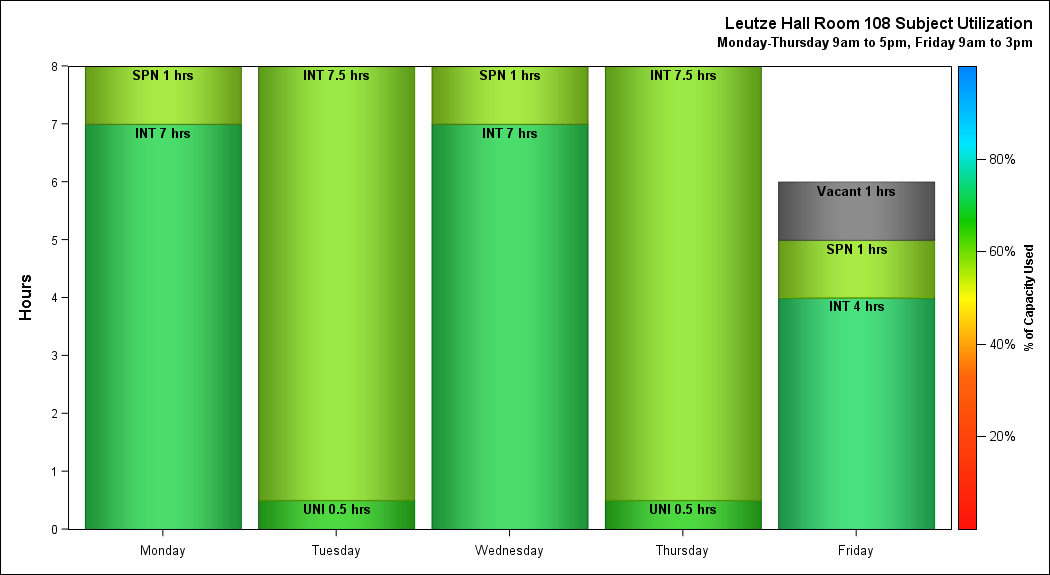 Leutze Hall Room 108 Subject Utilization
Monday-Thursday 9am to 5pm, Friday 9am to 3pm
Hours
8
7
6
5
4
3
2
1
0
SPN 1 hrs
INT 7 hrs
INT 7.5 hrs
UNI 0.5 hrs
SPN 1 hrs
INT 7 hrs
INT 7.5 hrs
UNI 0.5 hrs
Vacant 1 hrs
SPN 1 hrs
INT 4 hrs
Monday
Tuesday
Wednesday
Thursday
Friday
80%
60%
40%
20%
% of Capacity Used